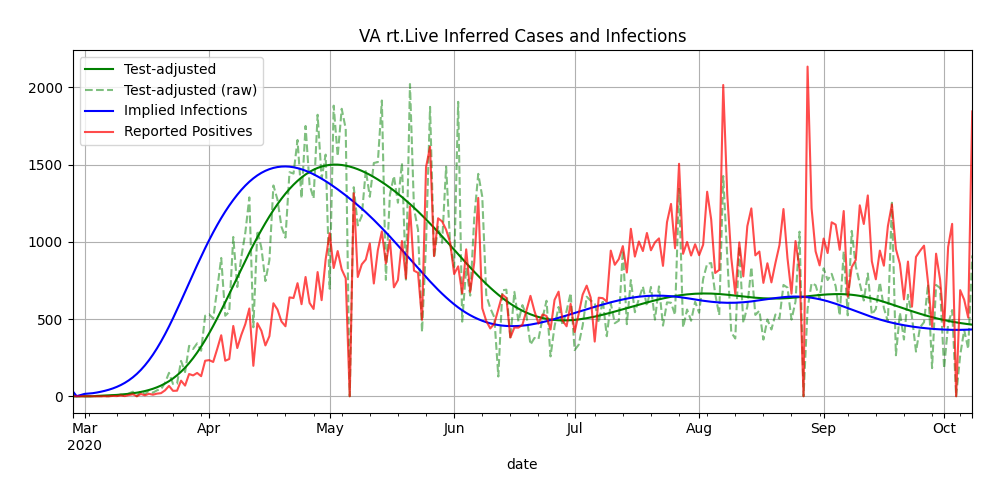 VA rt.Live Inferred Cases and Infections
Test-adjusted
Test-adjusted (raw)
Implied Infections
Reported Positives
2000
1500
1000
500
0
Mar Apr May Jun Jul Aug Sep Oct
2020
date